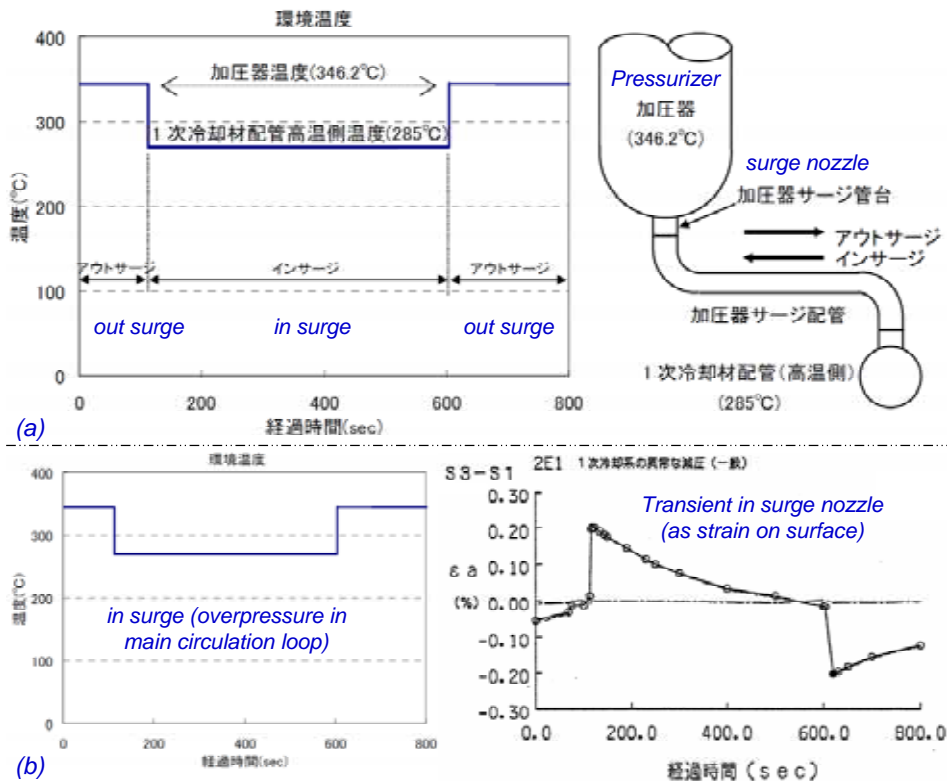 環境温度
400
300
200
100
0
温度(℃)
加圧器温度(346.2℃)
1次冷却材配管高温側温度(285℃)
アウトサージ
インサージ
アウトサージ
out surge
in surge
out surge
0
200
400
600
800
経過時間(sec)
(a)
Pressurizer
加圧器
(346.2℃)
surge nozzle
加圧器サージ管台
アウトサージ
インサージ
加圧器サージ配管
1次冷却材配管(高温側)
(285℃)
環境温度
400
300
200
100
0
温度(℃)
in surge (overpressure in
main circulation loop)
0
200
400
600
800
経過時間(sec)
(b)
S3-S1
2E1 1次冷却系の異常な減圧 (一般)
Transient in surge nozzle
(as strain on surface)
0.30
0.20
0.10
0.00
-0.10
-0.20
-0.30
εa
(%)
0.0
200.0
400.0
600.0
800.0
経過時間 (sec)